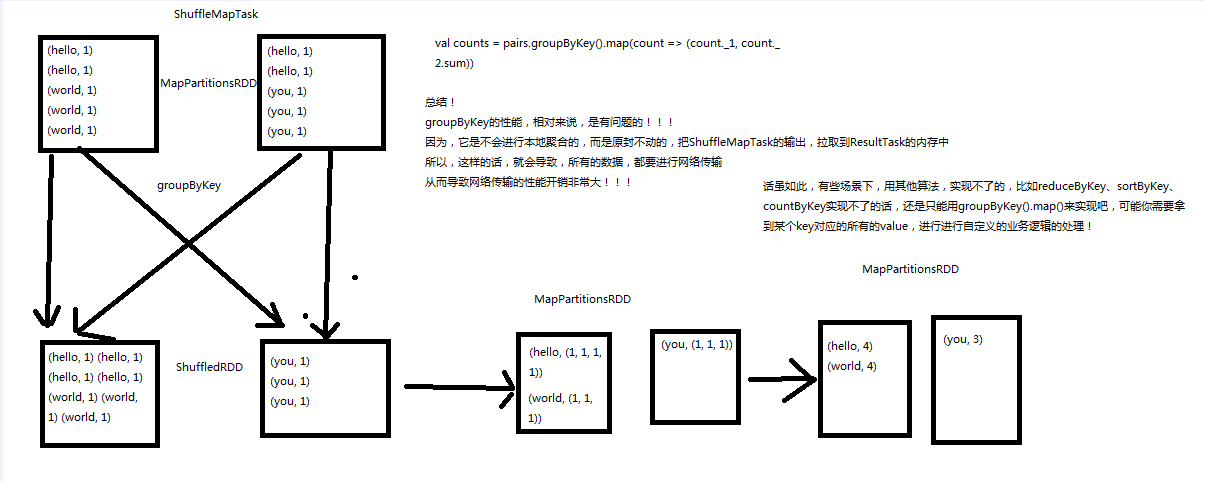 ShuffleMapTask
(hello, 1)
(hello, 1)
(world, 1)
(world, 1)
(world, 1)
MapPartitionsRDD
(hello, 1)
(hello, 1)
(you, 1)
(you, 1)
(you, 1)
val counts = pairs.groupByKey().map(count => (count._1, count._
2.sum))
总结！
groupByKey的性能，相对来说，是有问题的！！！
因为，它是不会进行本地聚合的，而是原封不动的，把ShuffleMapTask的输出，拉取到ResultTask的内存中
所以，这样的话，就会导致，所有的数据，都要进行网络传输
从而导致网络传输的性能开销非常大！！！
话虽如此，有些场景下，用其他算法，实现不了的，比如reduceByKey、sortByKey、
countByKey实现不了的话，还是只能用groupByKey().map()来实现吧，可能你需要拿
到某个key对应的所有的value，进行进行自定义的业务逻辑的处理！
groupByKey
(hello, 1) (hello, 1)
(hello, 1) (hello, 1)
(world, 1) (world,
1) (world, 1)
ShuffledRDD
(you, 1)
(you, 1)
(you, 1)
MapPartitionsRDD
(hello, (1, 1, 1,
1))
(world, (1, 1,
1))
(you, (1, 1, 1))
MapPartitionsRDD
(hello, 4)
(world, 4)
(you, 3)